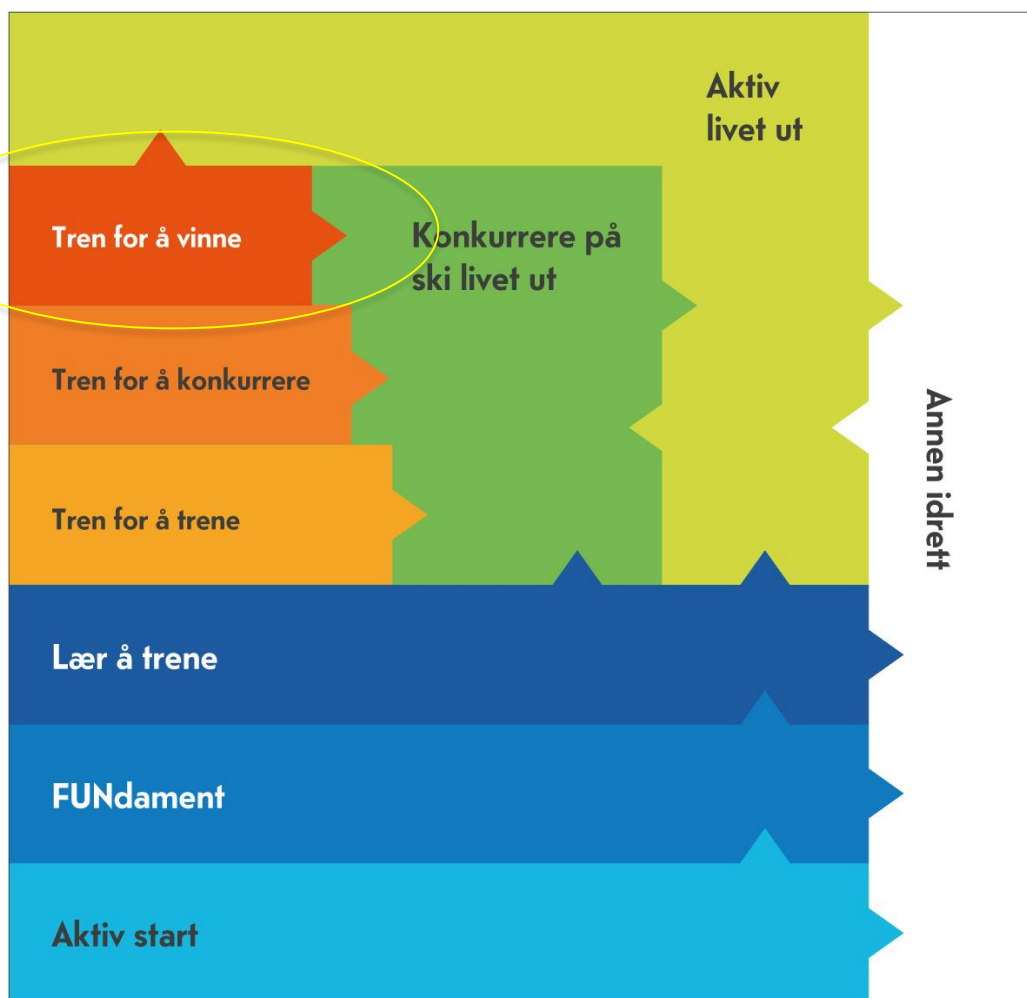 Aktiv
livet ut
Tren for å vinne
Konkurrere på
ski livet ut
Tren for å konkurrere
Tren for å trene
Annen idrett
Lær å trene
FUNdament
Aktiv start